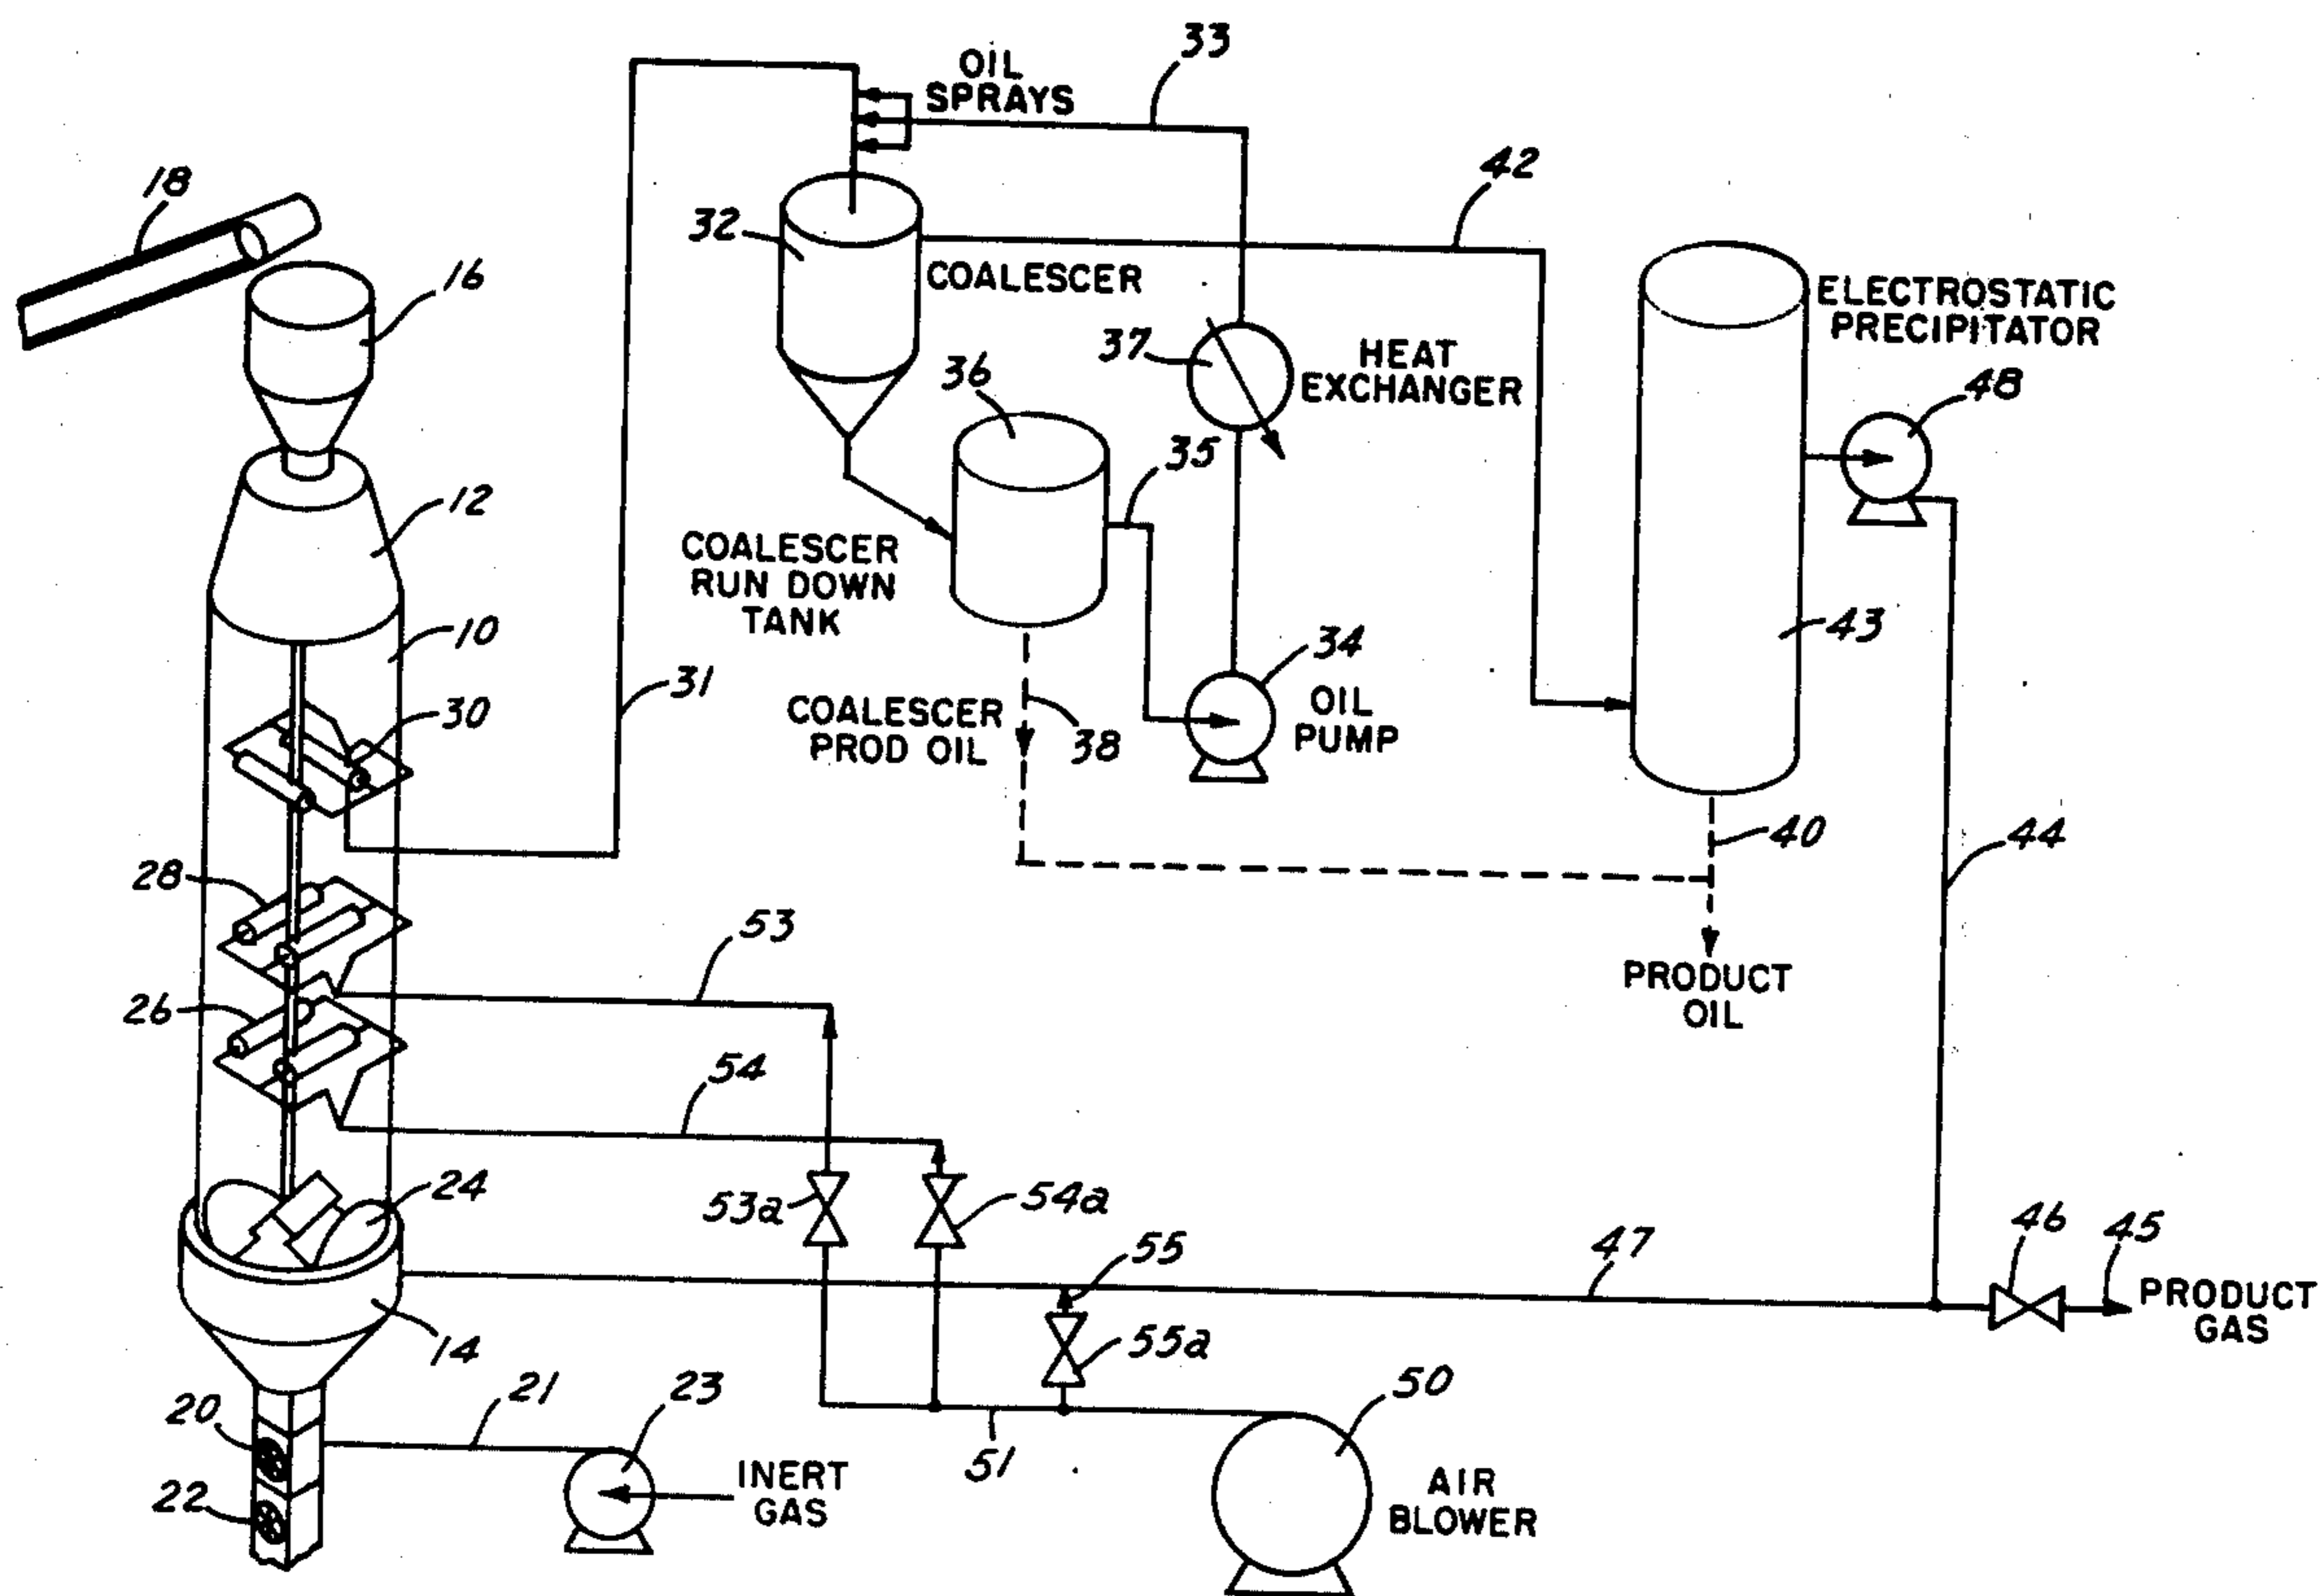 33
OIL
SPRAYS
42
18
32
16
COALESCER
ELECTROSTATIC
PRECIPITATOR
37
HEAT
EXCHANGER
36
48
35
12
COALESCER
RUN DOWN
TANK
10
43
34
31
30
COALESCER
PROD OIL
38
OIL
PUMP
40
44
28
53
PRODUCT
OIL
26
54
24
53a
54a
55
47
46
45
PRODUCT
GAS
14
55a
21
23
50
20
51
INERT
GAS
22
AIR
BLOWER